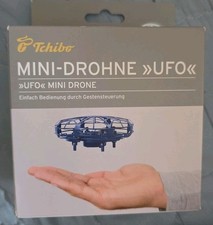 Tchibo
MINI-DROHNE »UFO«
»UFO« MINI DRONE
Einfach Bedienung durch Gestensteuerung